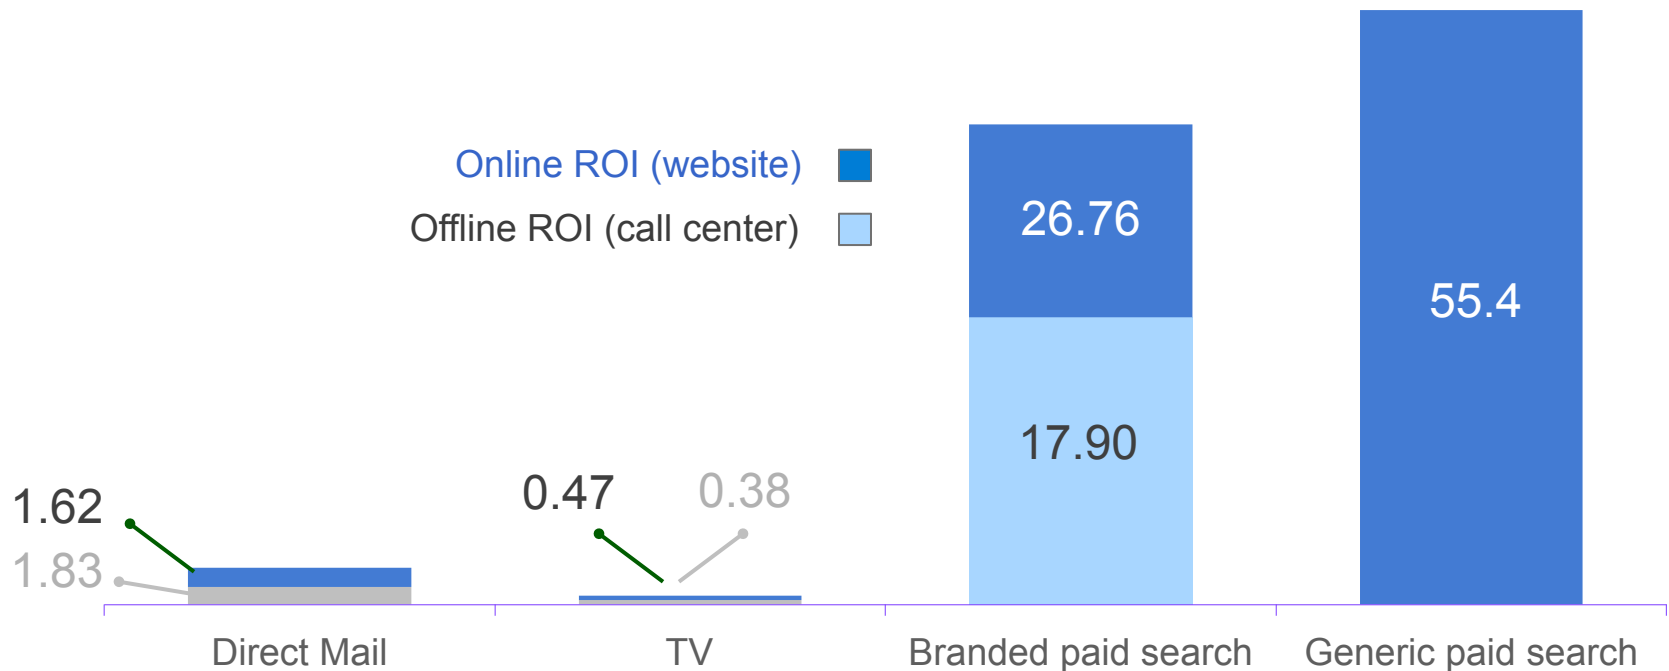 Online ROI (website)
Offline ROI (call center)
26.76
55.4
17.90
1.62
0.47
0.38
1.83
Direct Mail
TV
Branded paid search
Generic paid search